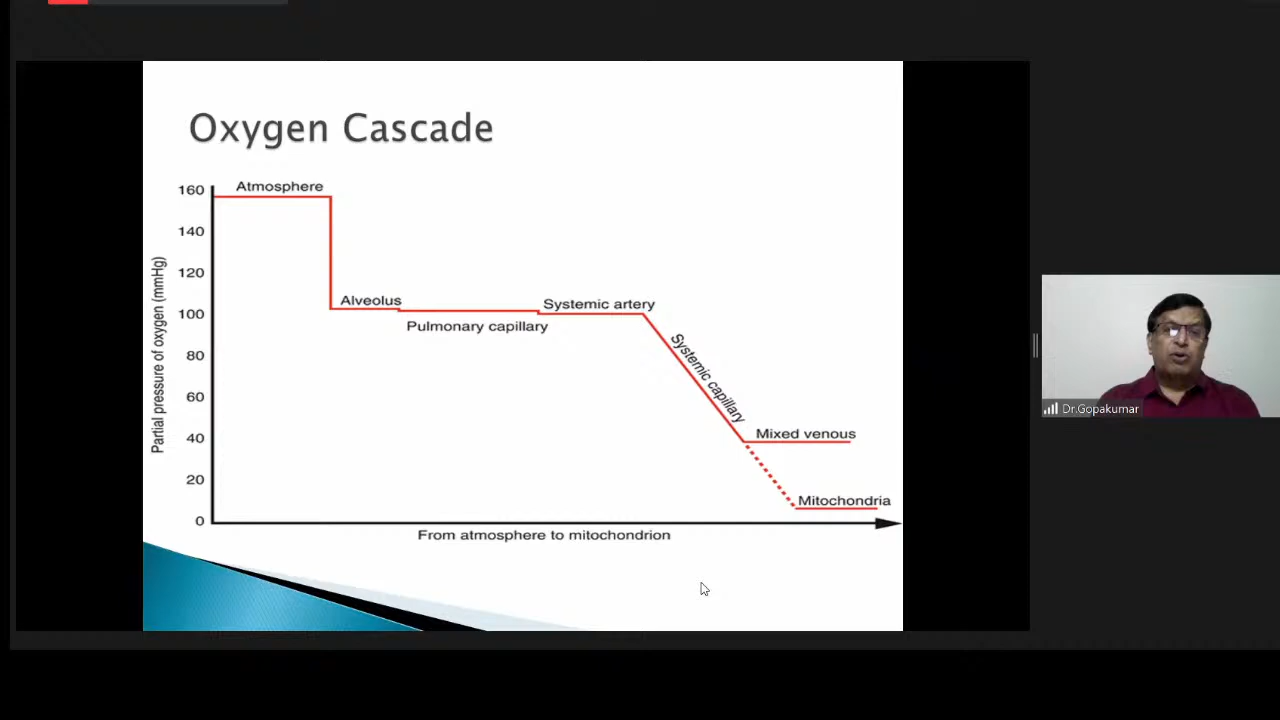 Oxygen Cascade
160
140
120
100
80
60
40
20
0
Partial pressure of oxygen (mmHg)
Atmosphere
Alveolus
Pulmonary capillary
Systemic artery
Systemic capillary
Mixed venous
Mitochondria
From atmosphere to mitochondrion
Dr.Gopakumar